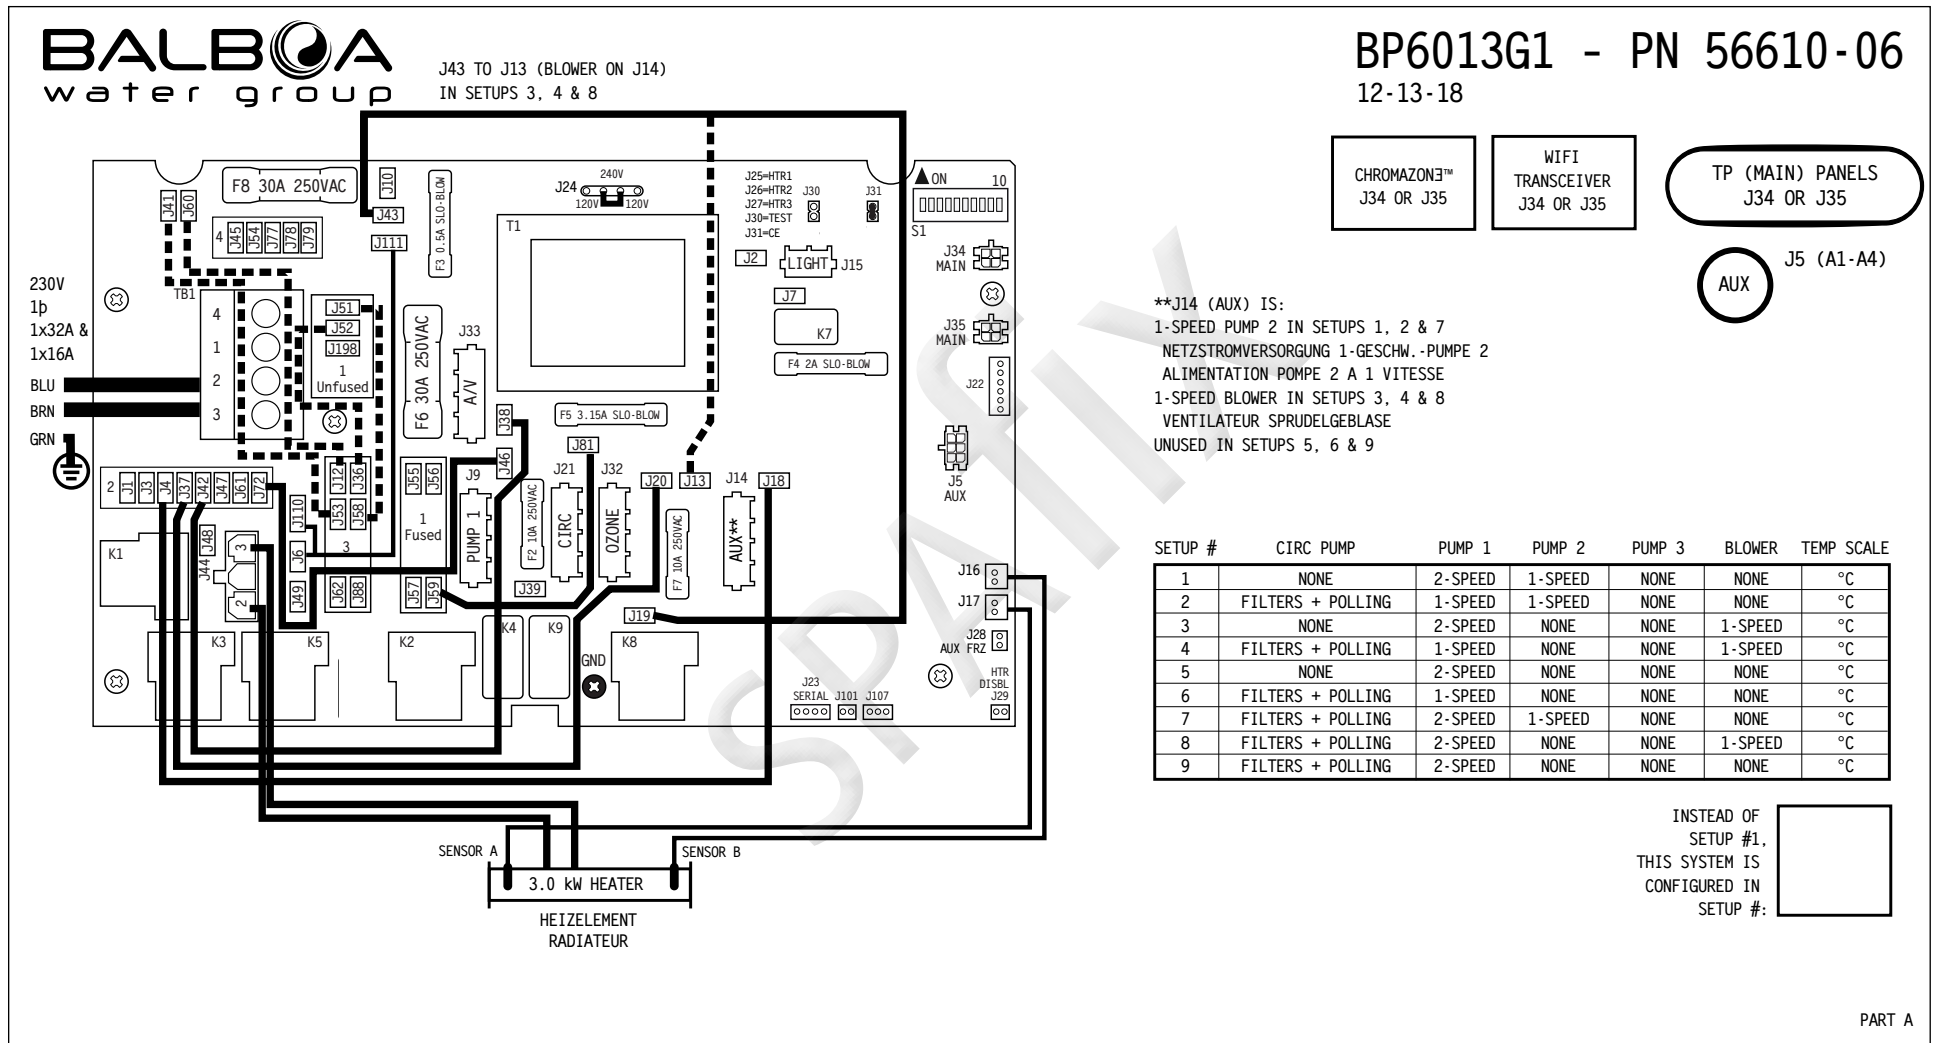 BALBOA
water group
J43 TO J13 (BLOWER ON J14)
IN SETUPS 3, 4 & 8
BP6013G1 - PN 56610-06
12-13-18
CHROMAZONE™
J34 OR J35
WIFI
TRANSCEIVER
J34 OR J35
TP (MAIN) PANELS
J34 OR J35
AUX
J5 (A1-A4)
J41
J60
F8 30A 250VAC
J10
J43
J111
F3 0.5A SLO-BLOW
4
J45
J54
J77
J78
J79
240V
J24
120V
120V
T1
J25=HTR1
J26=HTR2
J27=HTR3
J30=TEST
J31=CE
J30
J31
ON
10
S1
J2
LIGHT
J15
J34
MAIN
J7
K7
J35
MAIN
F4 2A SLO-BLOW
J22
230V
1p
1x32A &
1x16A
BLU
BRN
GRN
TB1
4
1
2
3
J51
J52
J198
1
Unfused
F6 30A 250VAC
J33
A/V
J38
J46
F5 3.15A SLO-BLOW
J81
J5
AUX
2
J1
J3
J4
J37
J42
J47
J61
J72
J110
J12
J36
J53
J58
3
J62
J88
J55
J56
1
Fused
J57
J59
J9
PUMP 1
F2 10A 250VAC
J21
CIRC
J32
OZONE
J39
J20
J13
F7 10A 250VAC
J14
AUX**
J18
J19
K1
J48
J44
3
2
J6
J49
K3
K5
K2
K4
K9
GND
K8
J16
J17
J28
AUX FRZ
HTR
DISBL
J29
J23
SERIAL
J101
J107
SENSOR A
SENSOR B
3.0 kW HEATER
HEIZELEMENT
RADIATEUR
**J14 (AUX) IS:
1-SPEED PUMP 2 IN SETUPS 1, 2 & 7
NETZSTROMVERSORGUNG 1-GESCHW.-PUMPE 2
ALIMENTATION POMPE 2 A 1 VITESSE
1-SPEED BLOWER IN SETUPS 3, 4 & 8
VENTILATEUR SPRUDELGEBLASE
UNUSED IN SETUPS 5, 6 & 9
SETUP # CIRC PUMP PUMP 1 PUMP 2 PUMP 3 BLOWER TEMP SCALE
1 NONE 2-SPEED 1-SPEED NONE NONE °C
2 FILTERS + POLLING 1-SPEED 1-SPEED NONE NONE °C
3 NONE 2-SPEED NONE NONE 1-SPEED °C
4 FILTERS + POLLING 1-SPEED NONE NONE 1-SPEED °C
5 NONE 2-SPEED NONE NONE NONE °C
6 FILTERS + POLLING 1-SPEED NONE NONE NONE °C
7 FILTERS + POLLING 2-SPEED 1-SPEED NONE NONE °C
8 FILTERS + POLLING 2-SPEED NONE NONE 1-SPEED °C
9 FILTERS + POLLING 2-SPEED NONE NONE NONE °C
INSTEAD OF
SETUP #1,
THIS SYSTEM IS
CONFIGURED IN
SETUP #:
PART A
SPAfix